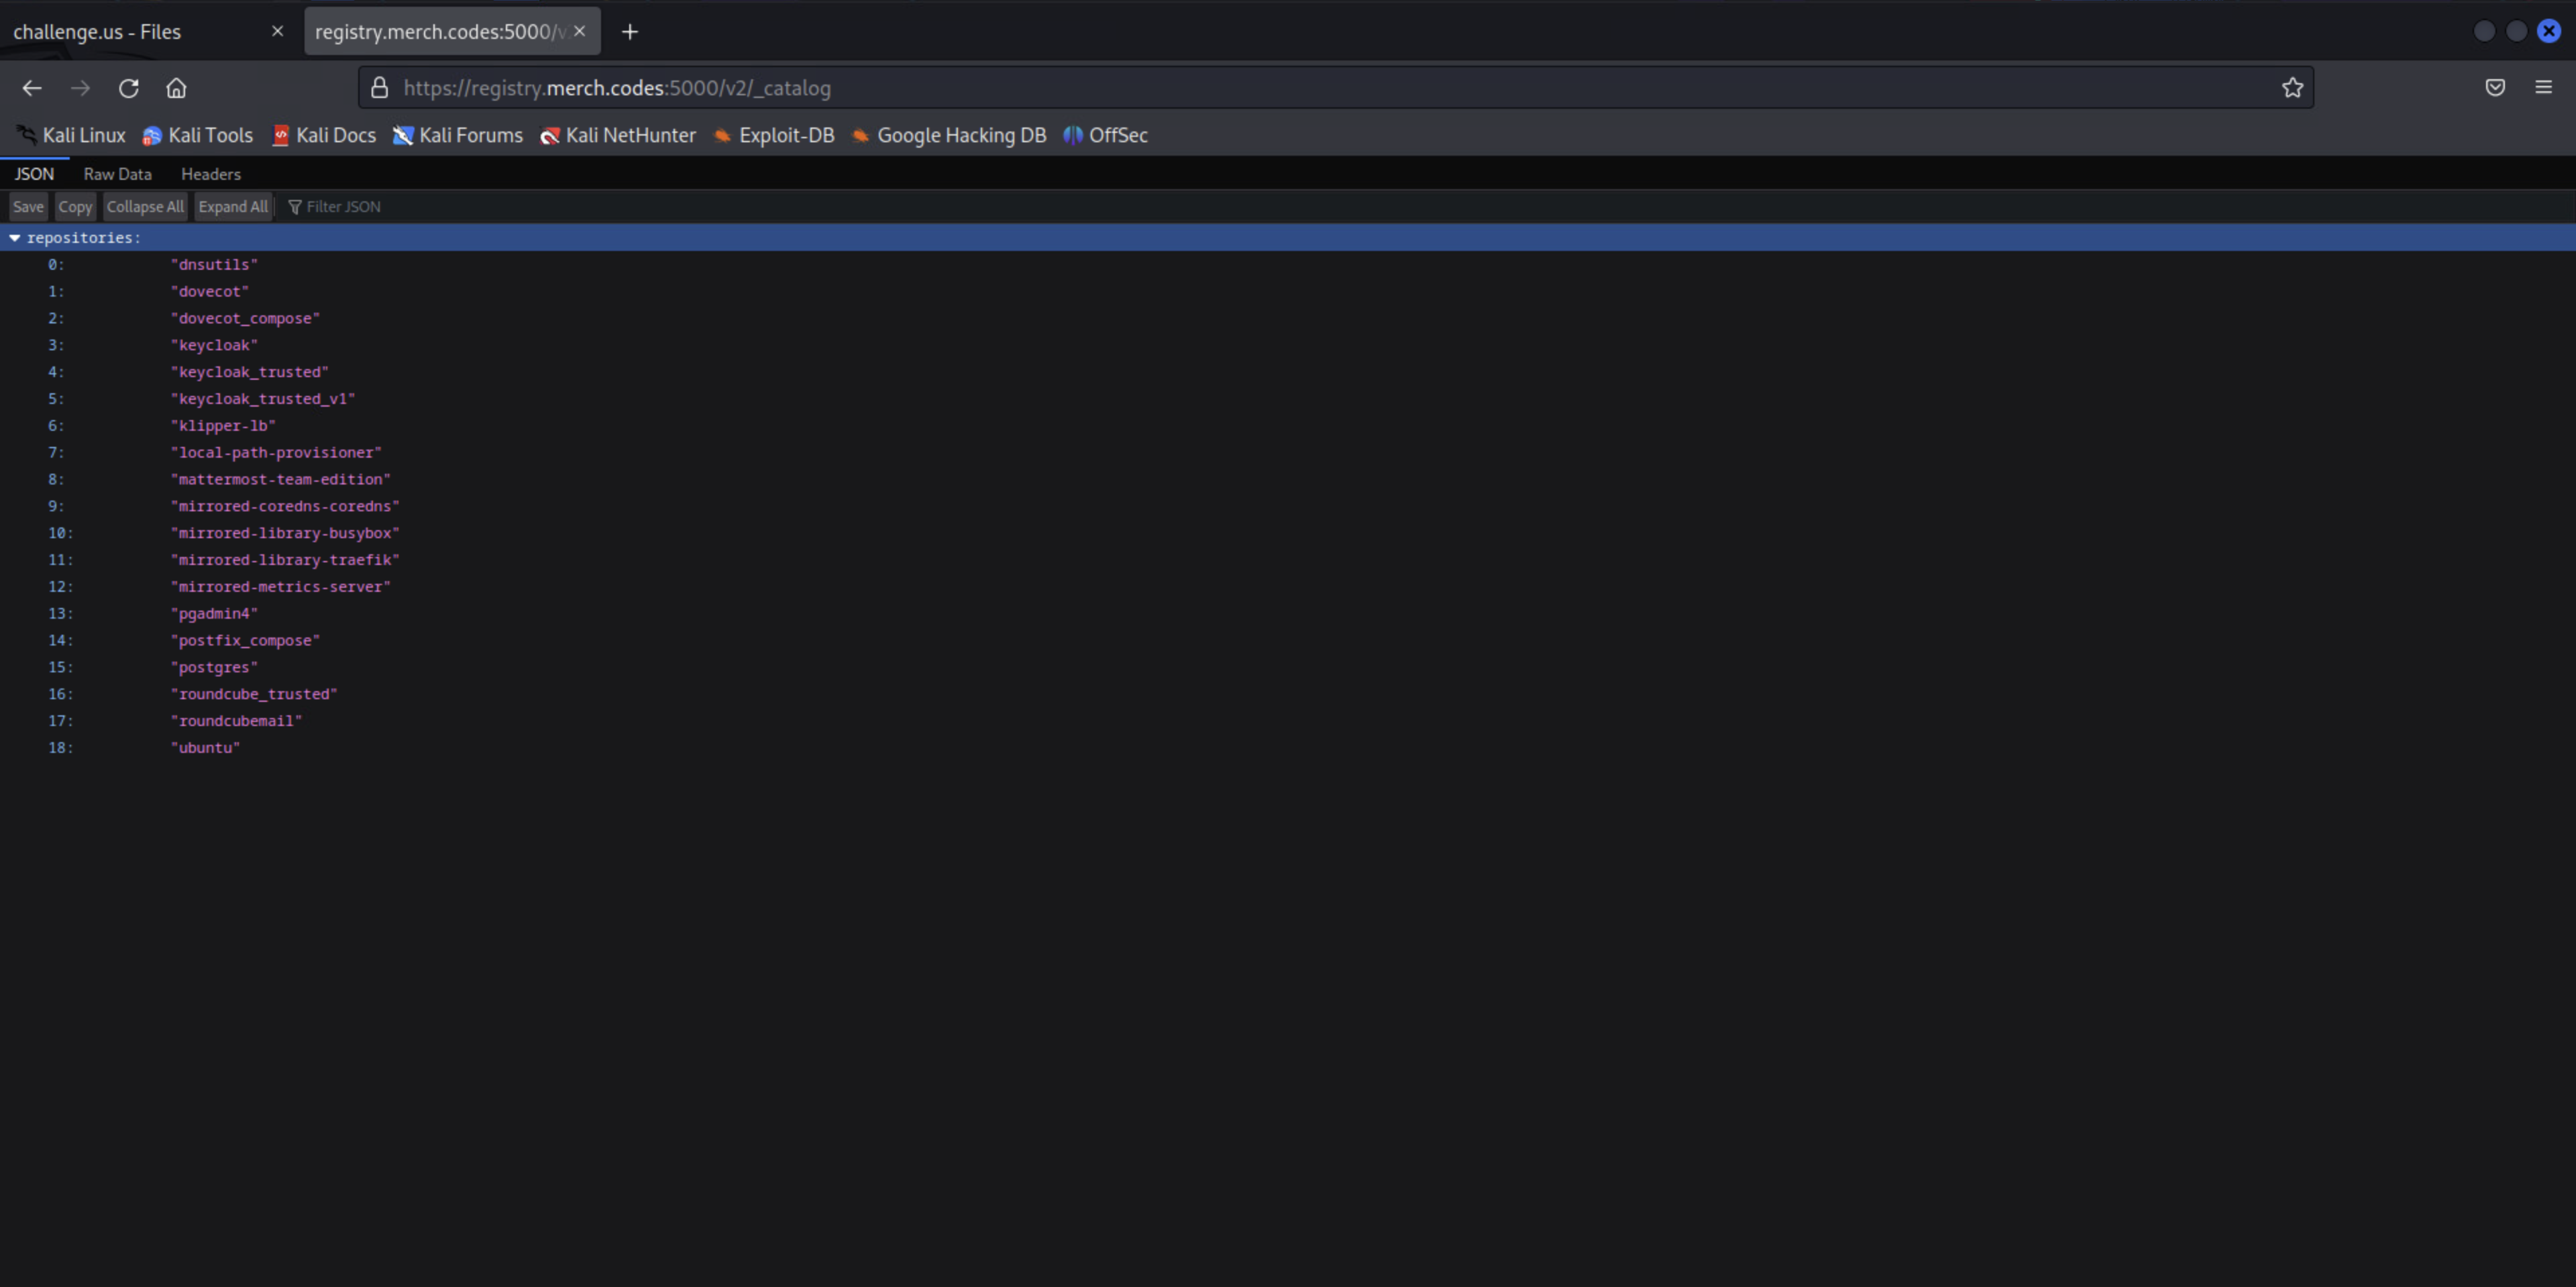 challenge.us - Files
registry.merch.codes:5000/v
https://registry.merch.codes:5000/v2/_catalog
Kali Linux Kali Tools Kali Docs Kali Forums Kali NetHunter Exploit-DB Google Hacking DB OffSec
JSON Raw Data Headers
Save Copy Collapse All Expand All Filter JSON
repositories:
0: "dnsutils"
1: "dovecot"
2: "dovecot_compose"
3: "keycloak"
4: "keycloak_trusted"
5: "keycloak_trusted_v1"
6: "klipper-lb"
7: "local-path-provisioner"
8: "mattermost-team-edition"
9: "mirrored-coredns-coredns"
10: "mirrored-library-busybox"
11: "mirrored-library-traefik"
12: "mirrored-metrics-server"
13: "pgadmin4"
14: "postfix_compose"
15: "postgres"
16: "roundcube_trusted"
17: "roundcubemail"
18: "ubuntu"